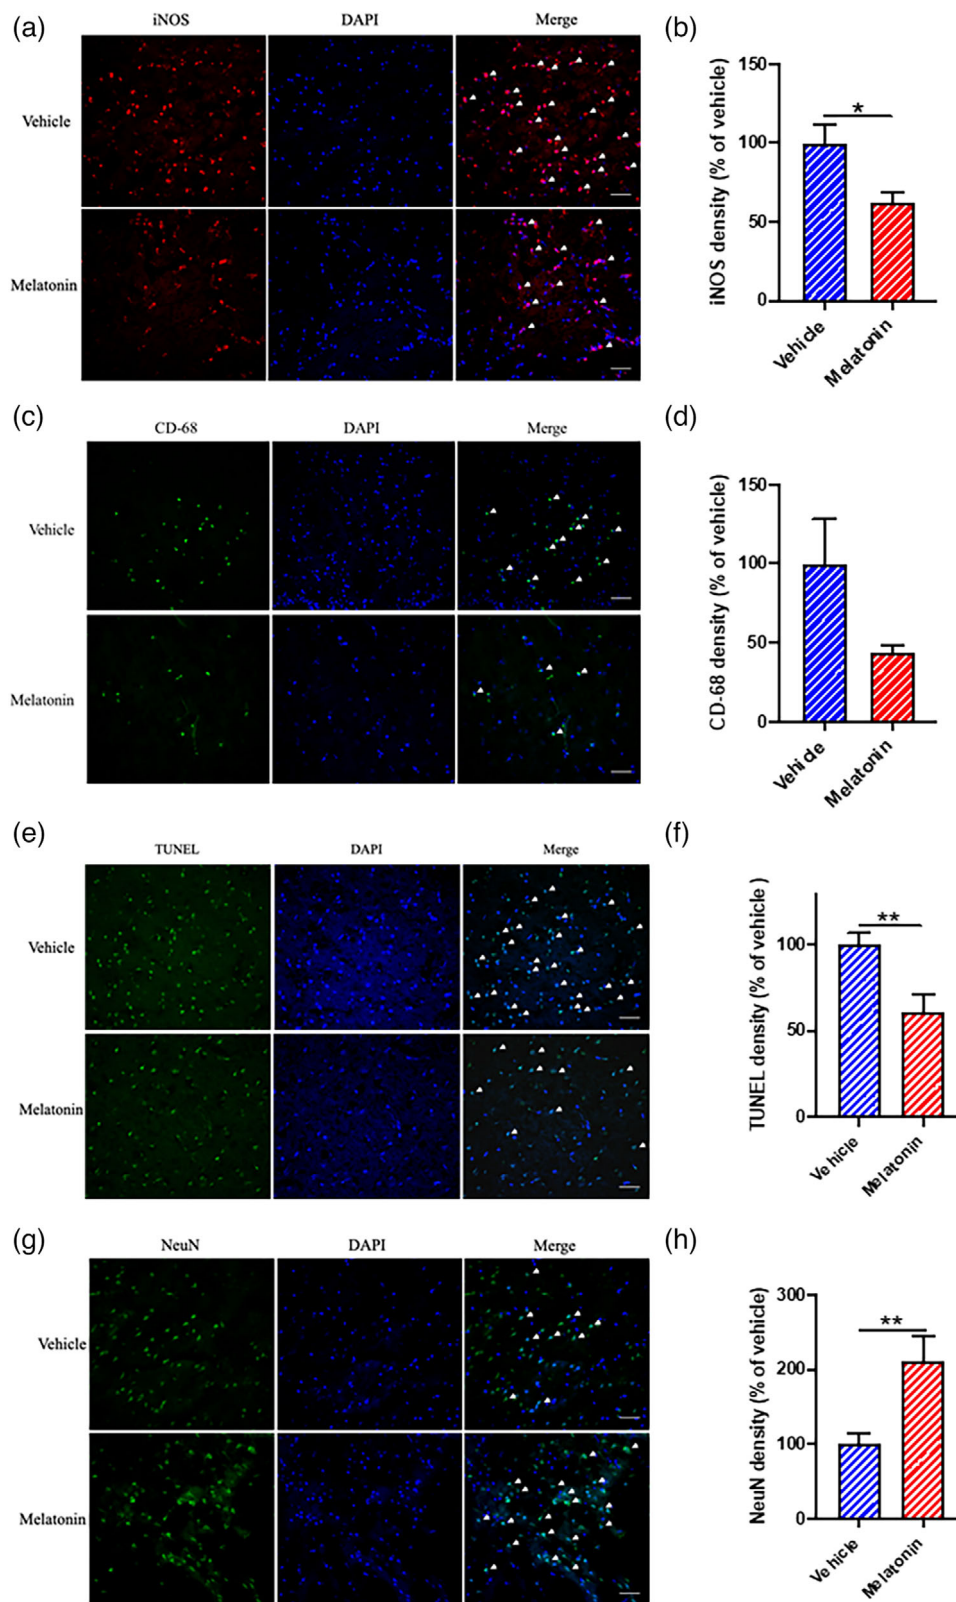 (a)
iNOS DAPI Merge
Vehicle
Melatonin
(b)
iNOS density (% of vehicle)
150
100
50
0
*
Vehicle
Melatonin
(c)
CD-68 DAPI Merge
Vehicle
Melatonin
(d)
CD-68 density (% of vehicle)
150
100
50
0
Vehicle
Melatonin
(e)
TUNEL DAPI Merge
Vehicle
Melatonin
(f)
TUNEL density (% of vehicle )
100
50
0
**
Vehicle
Melatonin
(g)
NeuN DAPI Merge
Vehicle
Melatonin
(h)
NeuN density (% of vehicle)
300
200
100
0
**
Vehicle
Melatonin